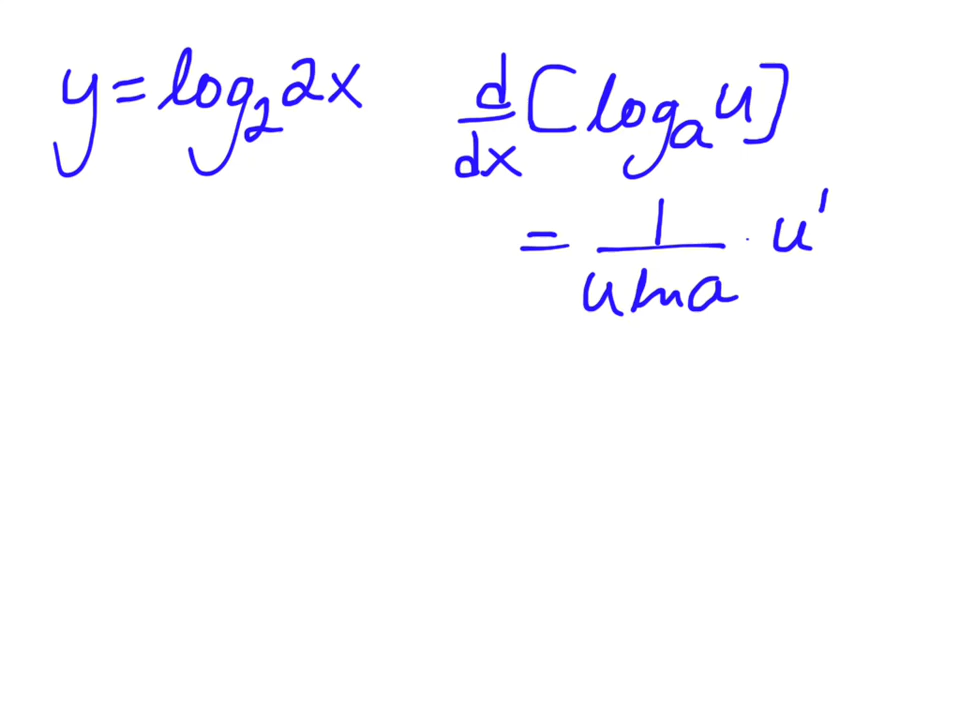 y = log₂ 2x
d/dx [logₐ u]
= 1/(u ln a) · u'